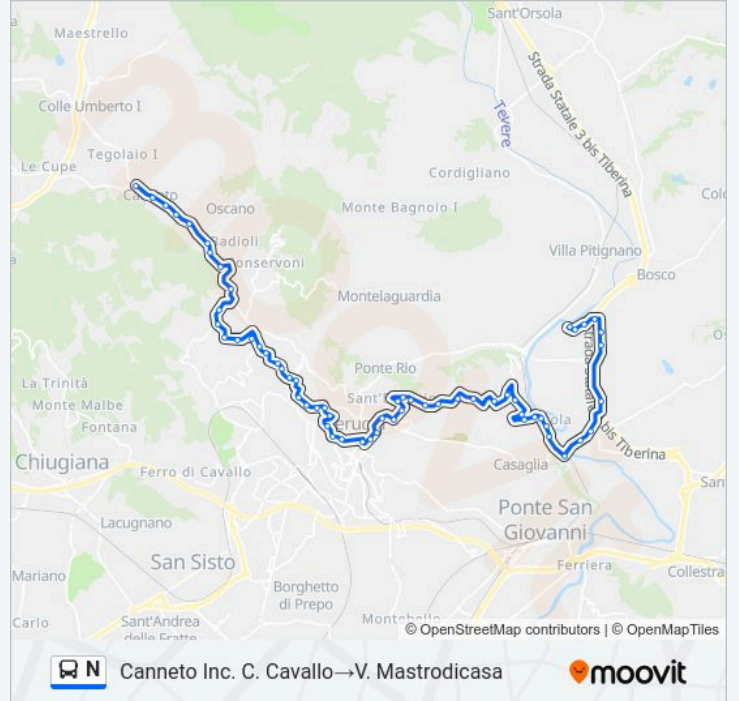 Sant'Orsola
Maestrello
Strada Statale 3 bis Tiberina
Tevere
Colle Umberto I
Tegolaio I
Le Cupe
Cordigliano
Oscano
Monte Bagnolo I
Villa Pitignano
Bosco
Montelaguardia
Ponte Rio
La Trinità
Monte Malbe
Fontana
bis Tiberina
Chiugiana
Ferro di Cavallo
Casaglia
Ponte San
Giovanni
Lacugnano
San Sisto
Ferriera
Collestra
Mariano
Borghetto
di Prepo
Carlo
Sant'Andrea
delle Fratte
Montebello
© OpenStreetMap contributors | © OpenMapTiles
N Canneto Inc. C. Cavallo→V. Mastrodicasa
moovit